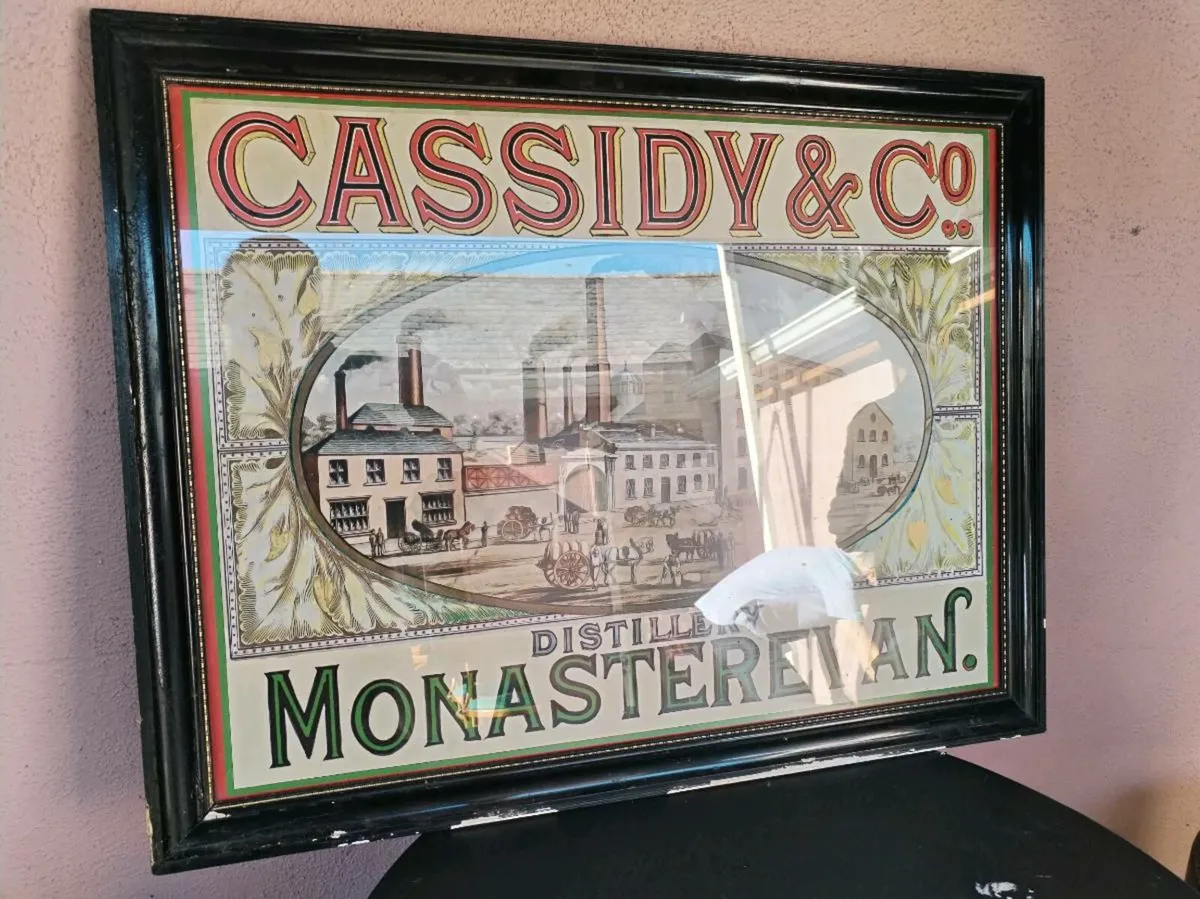 CASSIDY & Co.
DISTILLERY
MONASTEREVAN.